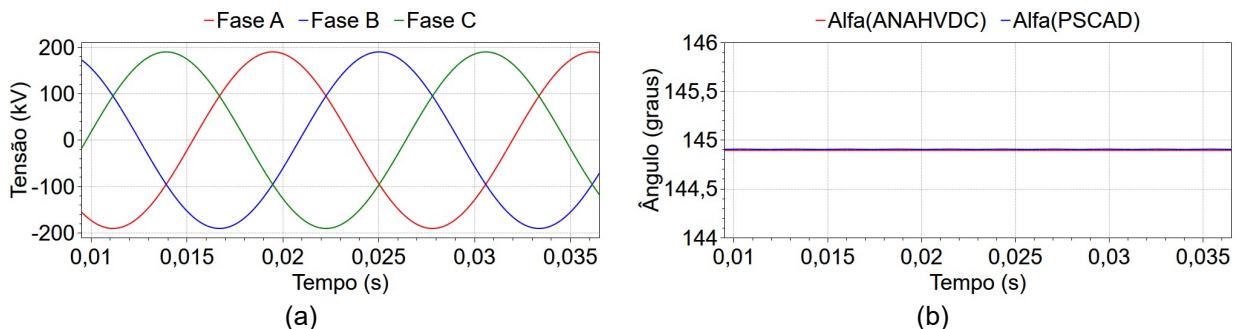 Fase A Fase B Fase C
Tensão (kV)
200
100
0
-100
-200
0,01 0,015 0,02 0,025 0,03 0,035
Tempo (s)
(a)
Alfa(ANAHVDC) Alfa(PSCAD)
Ângulo (graus)
146
145,5
145
144,5
144
0,01 0,015 0,02 0,025 0,03 0,035
Tempo (s)
(b)